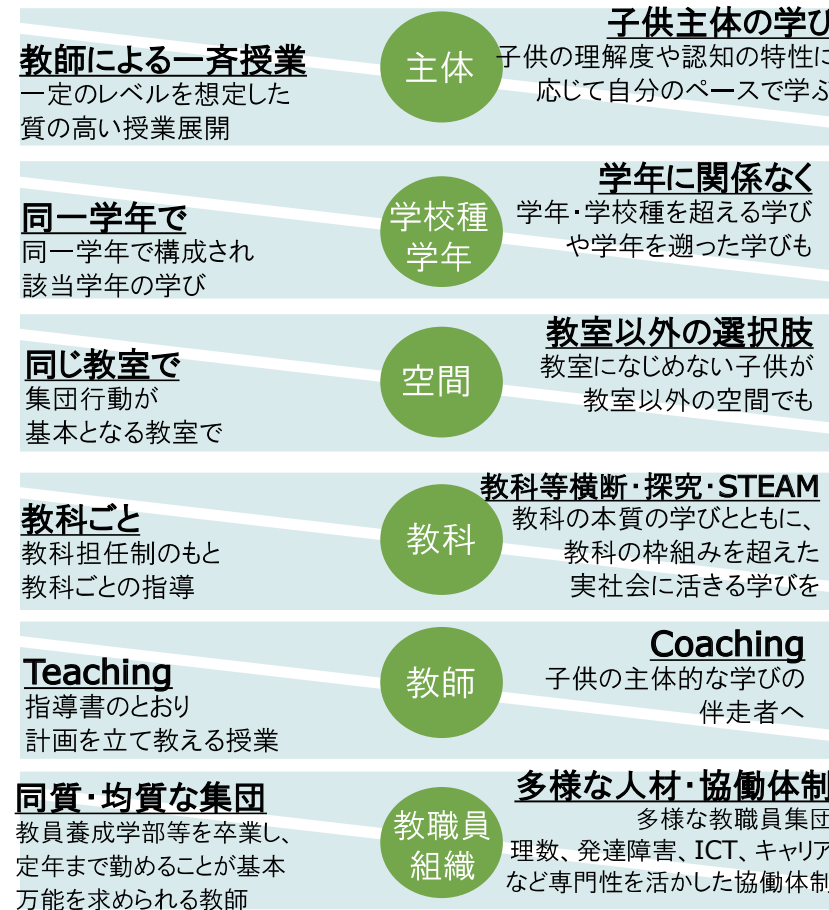 教師による一斉授業
一定のレベルを想定した
質の高い授業展開
主体
子供主体の学び
子供の理解度や認知の特性に
応じて自分のペースで学ぶ
同一学年で
同一学年で構成され
該当学年の学び
学校種
学年
学年に関係なく
学年・学校種を超える学び
や学年を遡った学びも
同じ教室で
集団行動が
基本となる教室で
空間
教室以外の選択肢
教室になじめない子供が
教室以外の空間でも
教科ごと
教科担任制のもと
教科ごとの指導
教科
教科等横断・探究・STEAM
教科の本質の学びとともに、
教科の枠組みを超えた
実社会に活きる学びを
Teaching
指導書のとおり
計画を立て教える授業
教師
Coaching
子供の主体的な学びの
伴走者へ
同質・均質な集団
教員養成学部等を卒業し、
定年まで勤めることが基本
万能を求められる教師
教職員
組織
多様な人材・協働体制
多様な教職員集団
理数、発達障害、ICT、キャリア
など専門性を活かした協働体制